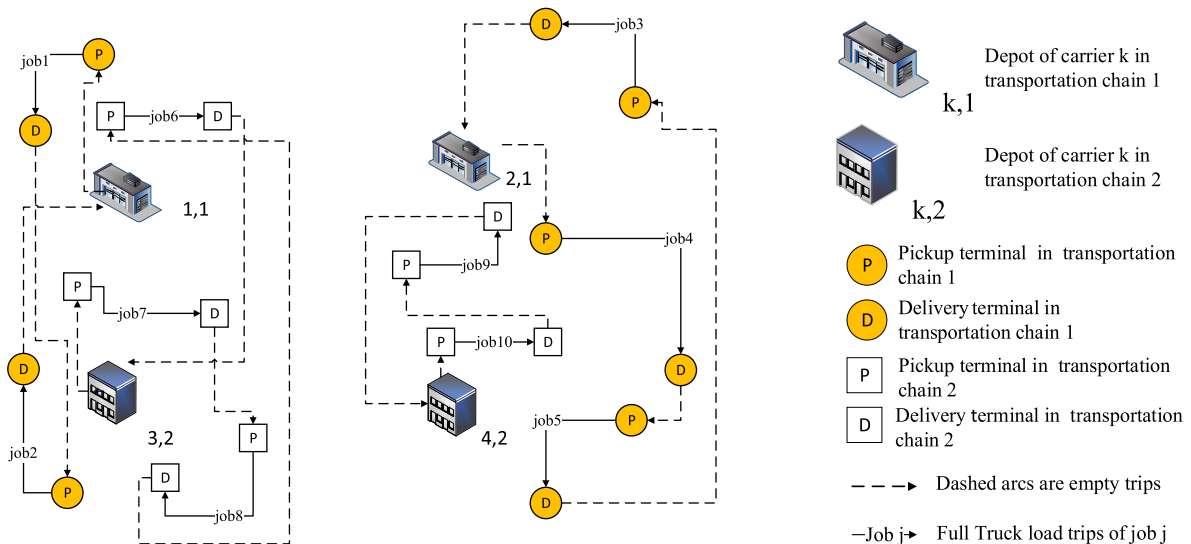 P
job1
D
P
job6
D
1,1
P
job7
D
D
3,2
P
job2
D
P
job8
D
job3
P
2,1
D
P
job4
P
job9
P
job10
D
D
4,2
job5
P
D
k,1
Depot of carrier k in
transportation chain 1
k,2
Depot of carrier k in
transportation chain 2
P
Pickup terminal in transportation
chain 1
D
Delivery terminal in
transportation chain 1
P
Pickup terminal in transportation
chain 2
D
Delivery terminal in transportation
chain 2
Dashed arcs are empty trips
Job j
Full Truck load trips of job j